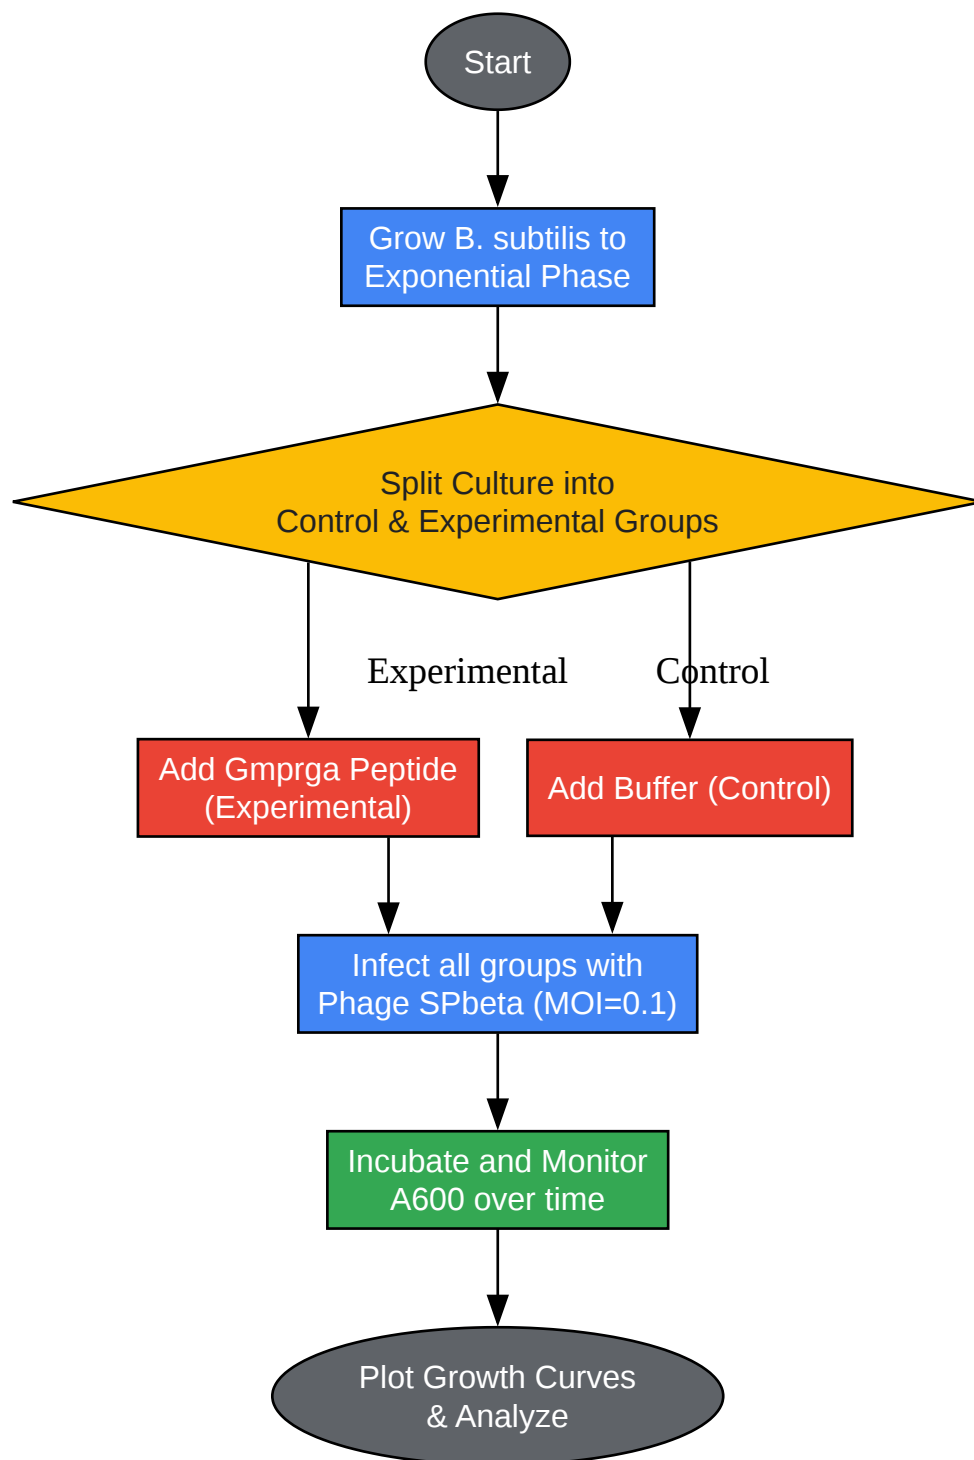 Start
Grow B. subtilis to
Exponential Phase
Split Culture into
Control & Experimental Groups
Experimental
Control
Add Gmprga Peptide
(Experimental)
Add Buffer (Control)
Infect all groups with
Phage SPbeta (MOI=0.1)
Incubate and Monitor
A600 over time
Plot Growth Curves
& Analyze